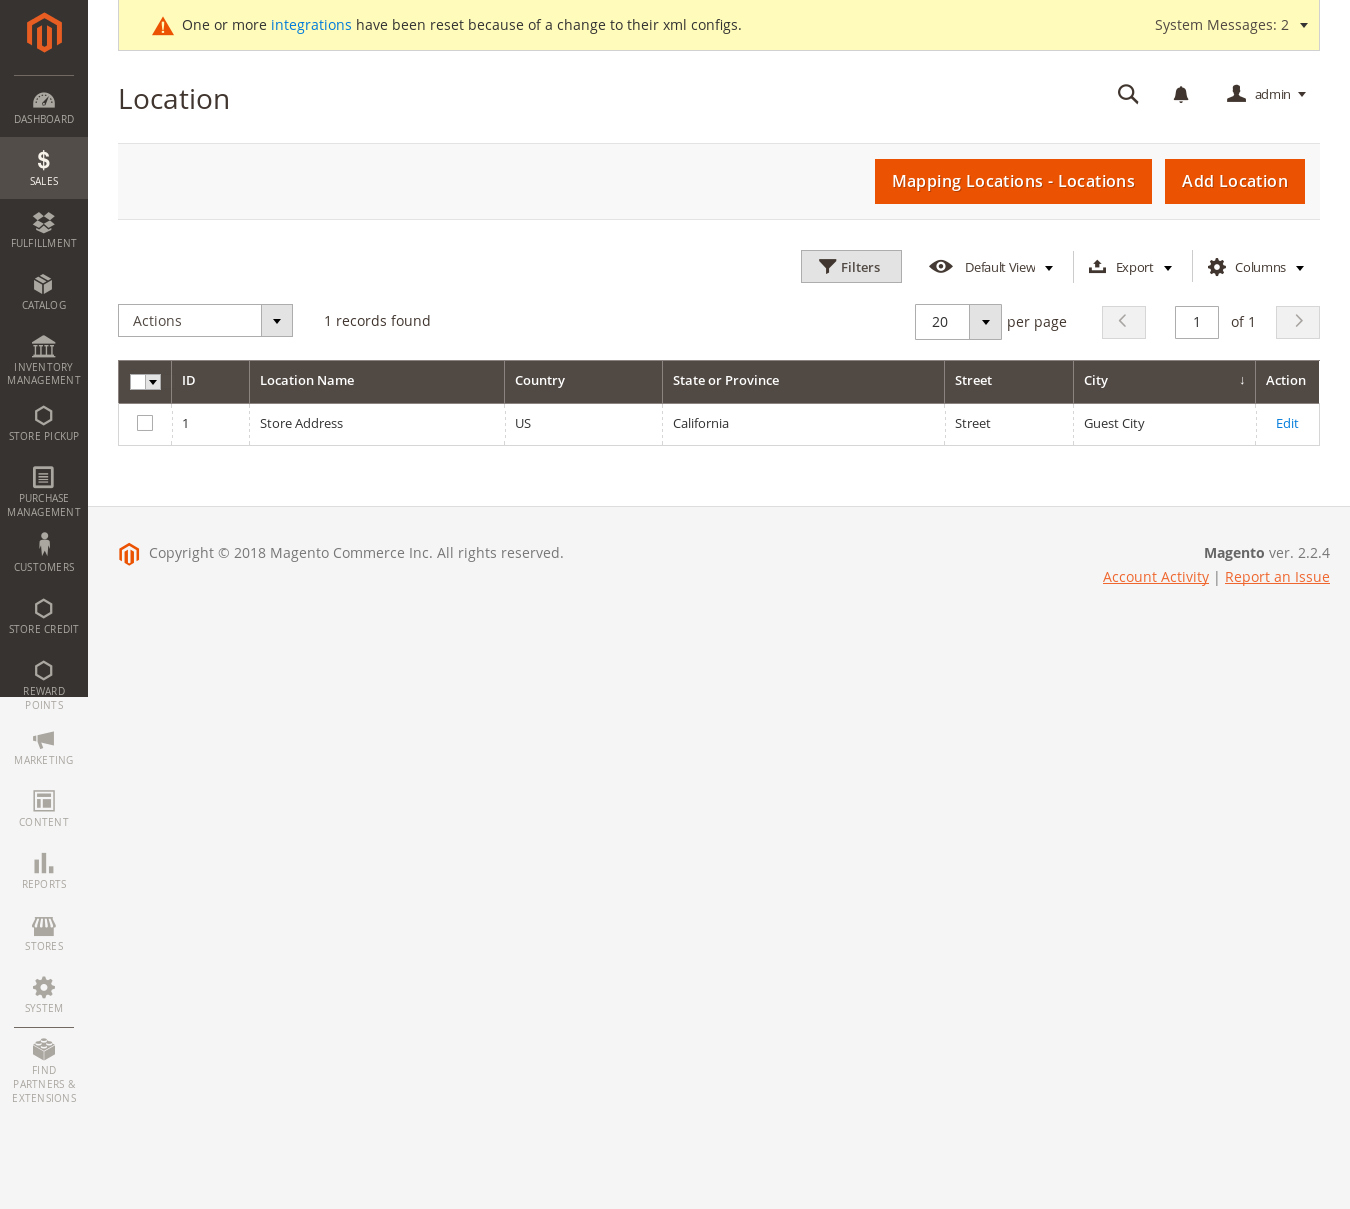 One or more integrations have been reset because of a change to their xml configs.
System Messages: 2
Location
admin
Mapping Locations - Locations
Add Location
Filters
Default View
Export
Columns
Actions
1 records found
20
per page
1
of 1
ID
Location Name
Country
State or Province
Street
City
↓
Action
1
Store Address
US
California
Street
Guest City
Edit
Copyright © 2018 Magento Commerce Inc. All rights reserved.
Magento ver. 2.2.4
Account Activity | Report an Issue
DASHBOARD
$
SALES
FULFILLMENT
CATALOG
INVENTORY
MANAGEMENT
STORE PICKUP
PURCHASE
MANAGEMENT
CUSTOMERS
STORE CREDIT
REWARD
POINTS
MARKETING
CONTENT
REPORTS
STORES
SYSTEM
FIND
PARTNERS &
EXTENSIONS